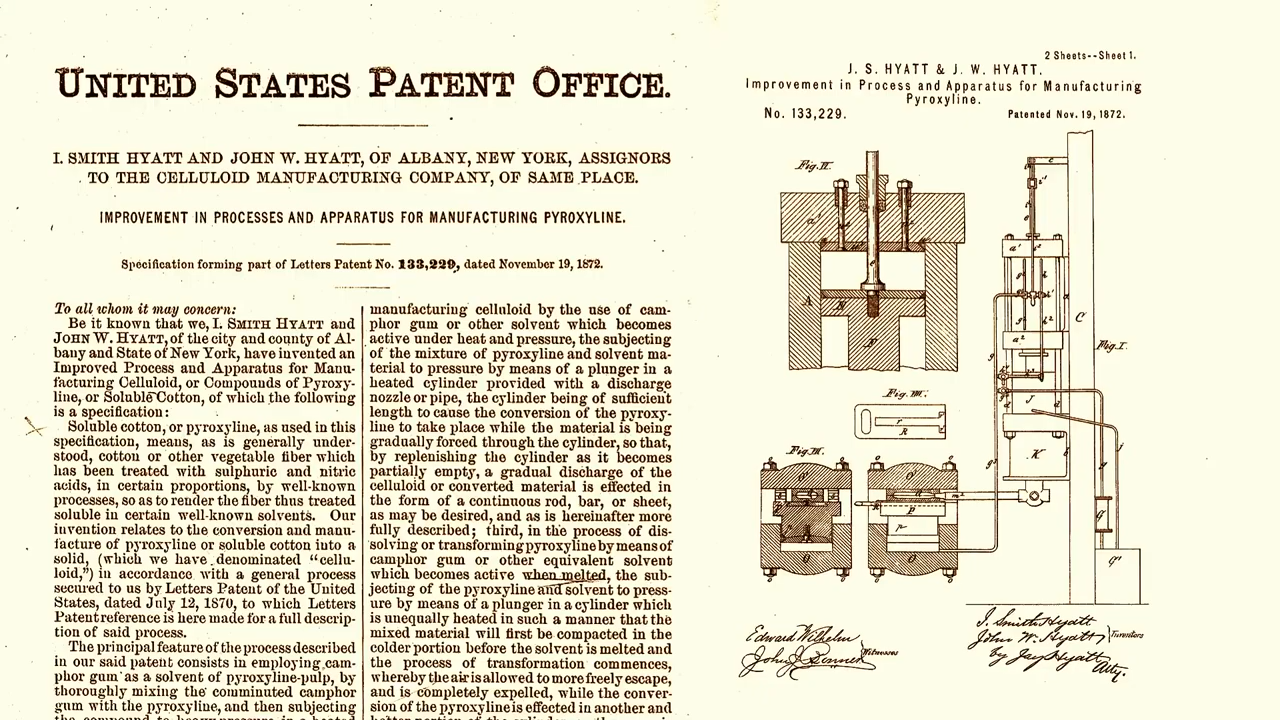 UNITED STATES PATENT OFFICE.
I. SMITH HYATT AND JOHN W. HYATT, OF ALBANY, NEW YORK, ASSIGNORS
TO THE CELLULOID MANUFACTURING COMPANY, OF SAME PLACE.
IMPROVEMENT IN PROCESSES AND APPARATUS FOR MANUFACTURING PYROXYLINE.
Specification forming part of Letters Patent No. 133,229, dated November 19, 1872.
To all whom it may concern:
Be it known that we, I. SMITH HYATT and
JOHN W. HYATT, of the city and county of Al-
bany and State of New York, have invented an
Improved Process and Apparatus for Manu-
facturing Celluloid, or Compounds of Pyroxy-
line, or Soluble Cotton, of which the following
is a specification:
Soluble cotton, or pyroxyline, as used in this
specification, means, as is generally under-
stood, cotton or other vegetable fiber which
has been treated with sulphuric and nitric
acids, in certain proportions, by well-known
processes, so as to render the fiber thus treated
soluble in certain well-known solvents. Our
invention relates to the conversion and manu-
facture of pyroxyline or soluble cotton into a
solid, (which we have denominated "cellu-
loid,") in accordance with a general process
secured to us by Letters Patent of the United
States, dated July 12, 1870, to which Letters
Patent reference is here made for a full descrip-
tion of said process.
The principal feature of the process described
in our said patent consists in employing cam-
phor gum as a solvent of pyroxyline-pulp, by
thoroughly mixing the comminuted camphor
gum with the pyroxyline, and then subjecting
manufacturing celluloid by the use of cam-
phor gum or other solvent which becomes
active under heat and pressure, the subjecting
of the mixture of pyroxyline and solvent ma-
terial to pressure by means of a plunger in a
heated cylinder provided with a discharge
nozzle or pipe, the cylinder being of sufficient
length to cause the conversion of the pyroxy-
line to take place while the material is being
gradually forced through the cylinder, so that,
by replenishing the cylinder as it becomes
partially empty, a gradual discharge of the
celluloid or converted material is effected in
the form of a continuous rod, bar, or sheet,
as may be desired, and as is hereinafter more
fully described; third, in the process of dis-
solving or transforming pyroxyline by means of
camphor gum or other equivalent solvent
which becomes active when melted, the sub-
jecting of the pyroxyline and solvent to press-
ure by means of a plunger in a cylinder which
is unequally heated in such a manner that the
mixed material will first be compacted in the
colder portion before the solvent is melted and
the process of transformation commences,
whereby the air is allowed to more freely escape,
and is completely expelled, while the conver-
sion of the pyroxyline is effected in another and
2 Sheets--Sheet 1.
J. S. HYATT & J. W. HYATT.
Improvement in Process and Apparatus for Manufacturing
Pyroxyline.
No. 133,229.
Patented Nov. 19, 1872.
Fig. II.
Fig. I.
Fig. III.
Fig. IV.
A
C
K
Edward Wilhelm
John J. Bonner
Witnesses
I. Smith Hyatt
John W. Hyatt
Inventors
by Jay Hyatt
Atty.